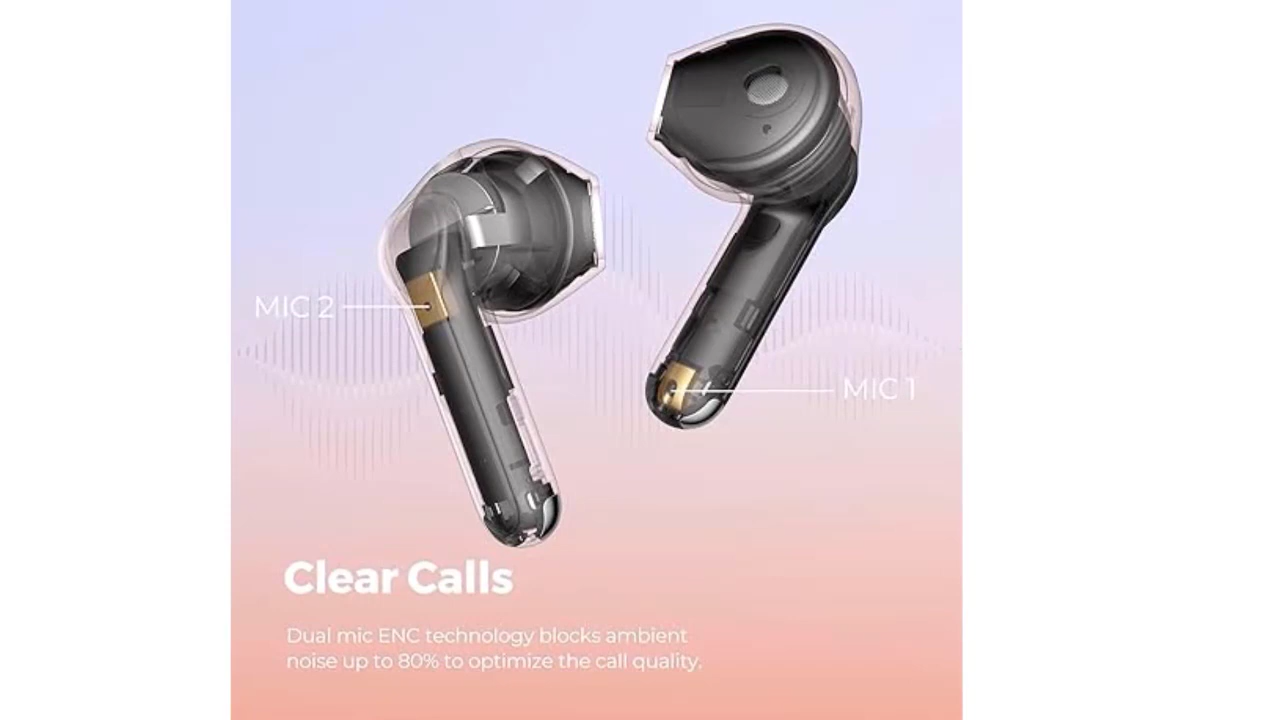 MIC 2
MIC 1
Clear Calls
Dual mic ENC technology blocks ambient
noise up to 80% to optimize the call quality.